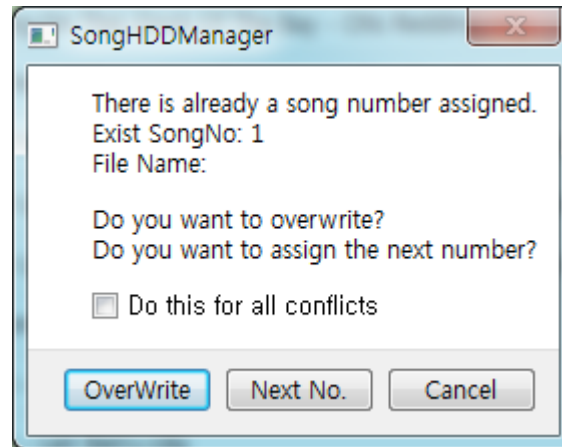 SongHDDManager
There is already a song number assigned.
Exist SongNo: 1
File Name:
Do you want to overwrite?
Do you want to assign the next number?
Do this for all conflicts
OverWrite
Next No.
Cancel